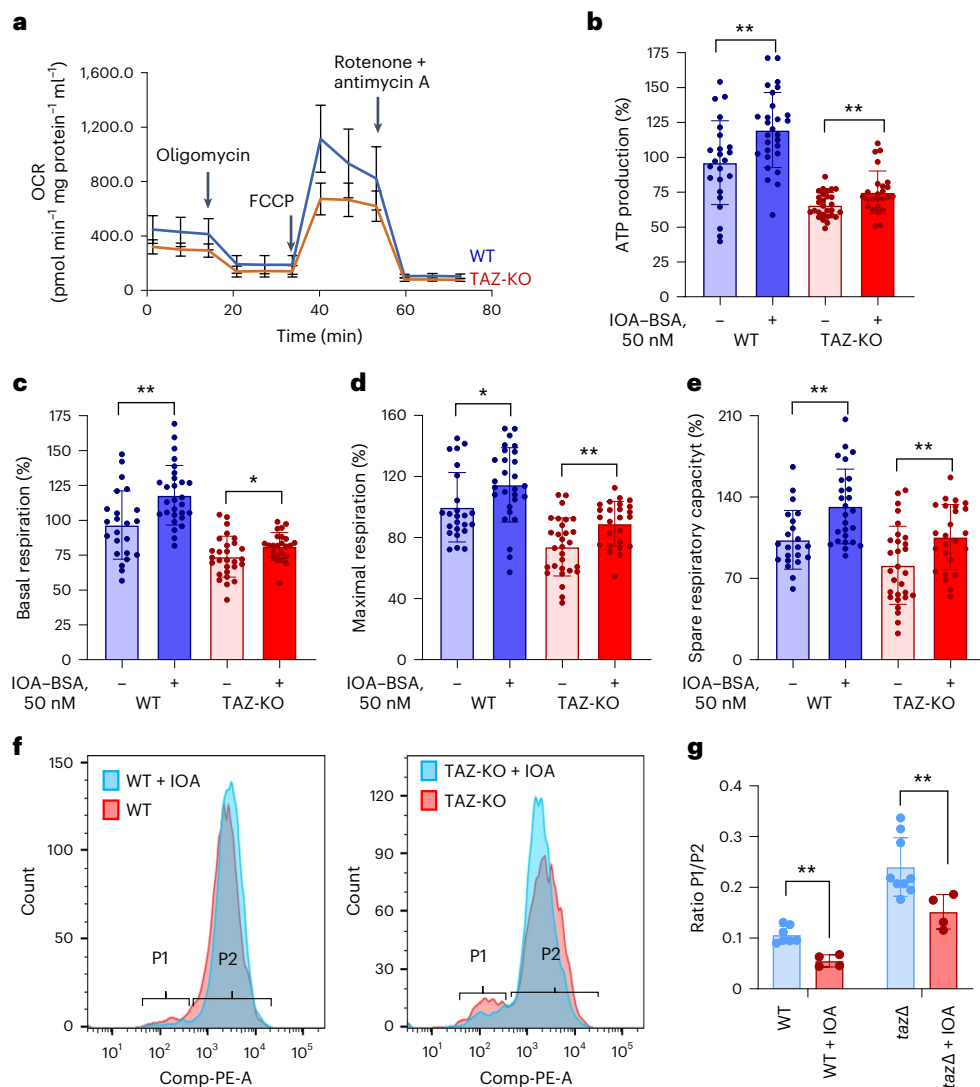 a
OCR
(pmol min⁻¹ mg protein⁻¹ ml⁻¹)
1,600.0
1,200.0
800.0
400.0
0
Oligomycin
FCCP
Rotenone +
antimycin A
WT
TAZ-KO
0 20 40 60 80
Time (min)
b
ATP production (%)
175
150
125
100
75
50
25
0
**
**
IOA–BSA,
50 nM
– + – +
WT TAZ-KO
c
Basal respiration (%)
175
150
125
100
75
50
25
0
**
*
IOA–BSA,
50 nM
– + – +
WT TAZ-KO
d
Maximal respiration (%)
160
120
80
40
0
*
**
IOA–BSA,
50 nM
– + – +
WT TAZ-KO
e
Spare respiratory capacityt (%)
210
140
70
0
**
**
IOA–BSA,
50 nM
– + – +
WT TAZ-KO
f
Count
150
100
50
0
WT + IOA
WT
P1 P2
10¹ 10² 10³ 10⁴ 10⁵
Comp-PE-A
Count
120
90
60
30
0
TAZ-KO + IOA
TAZ-KO
P1 P2
10¹ 10² 10³ 10⁴ 10⁵
Comp-PE-A
g
Ratio P1/P2
0.4
0.3
0.2
0.1
0
**
**
WT
WT + IOA
tazΔ
tazΔ + IOA